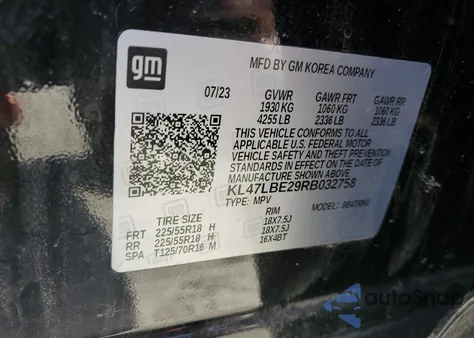 gm
MFD BY GM KOREA COMPANY
07/23 GVWR GAWR FRT GAWR RR
1930 KG 1060 KG 1060 KG
4255 LB 2336 LB 2336 LB
THIS VEHICLE CONFORMS TO ALL
APPLICABLE U.S. FEDERAL MOTOR
VEHICLE SAFETY AND THEFT
PREVENTION STANDARDS IN
EFFECT ON THE DATE OF
MANUFACTURE SHOWN ABOVE
KL47LBE29RB032758
TYPE: MPV MODEL:
TIRE SIZE RIM
FRT 225/55R18 H 18X7.5J
RR 225/55R18 H 18X7.5J
SPA T125/70R16 M 16X4BT
autoSnap